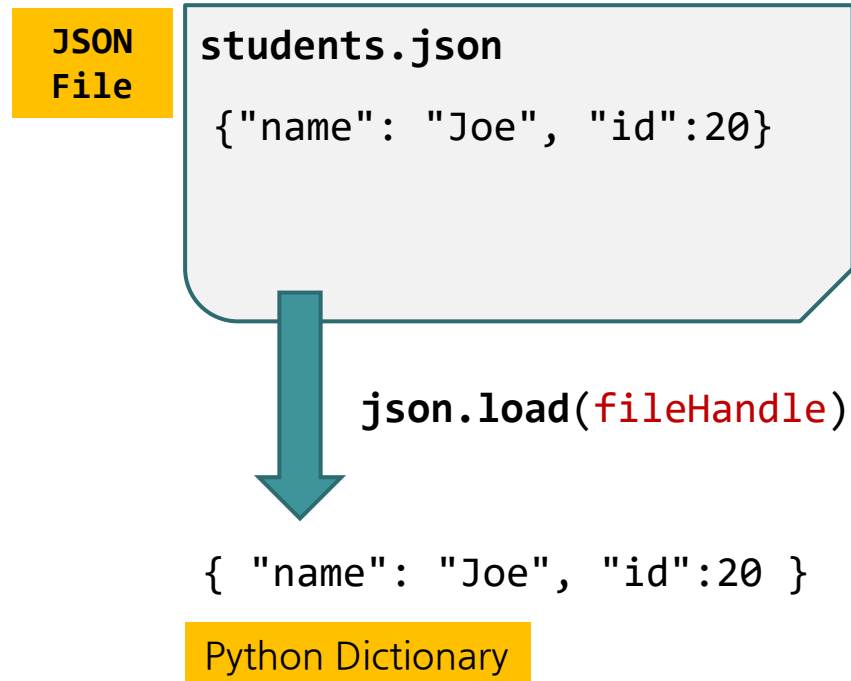 JSON
File
students.json
{"name": "Joe", "id":20}
json.load(fileHandle)
{ "name": "Joe", "id":20 }
Python Dictionary